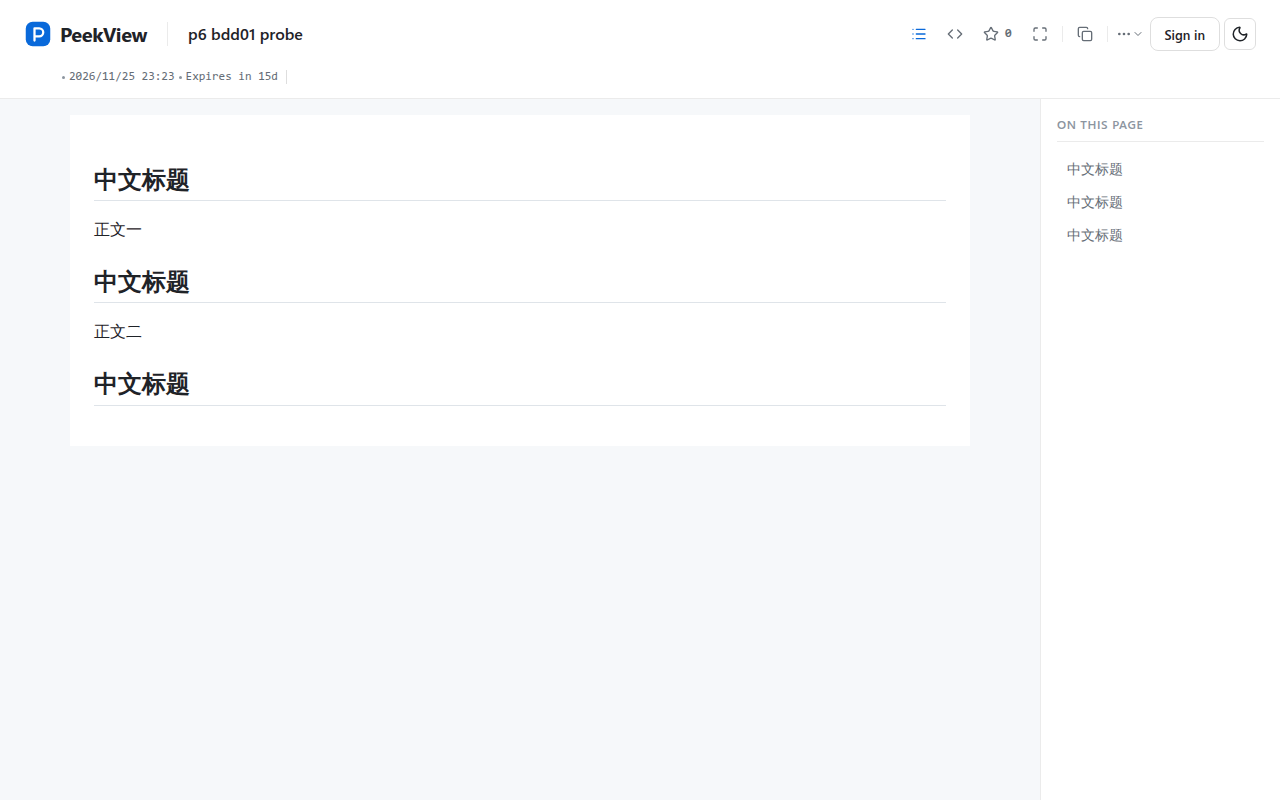 PeekView
p6 bdd01 probe
0
Sign in
• 2026/11/25 23:23 • Expires in 15d
中文标题
正文一
中文标题
正文二
中文标题
ON THIS PAGE
中文标题
中文标题
中文标题